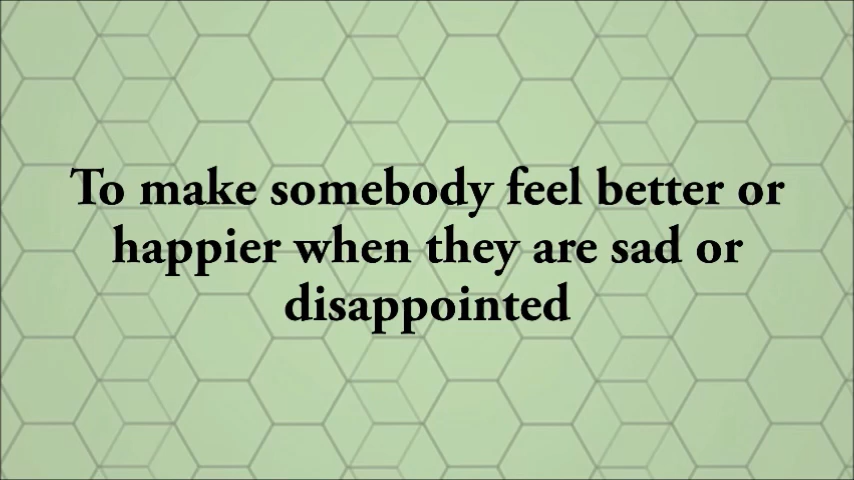 To make somebody feel better or
happier when they are sad or
disappointed